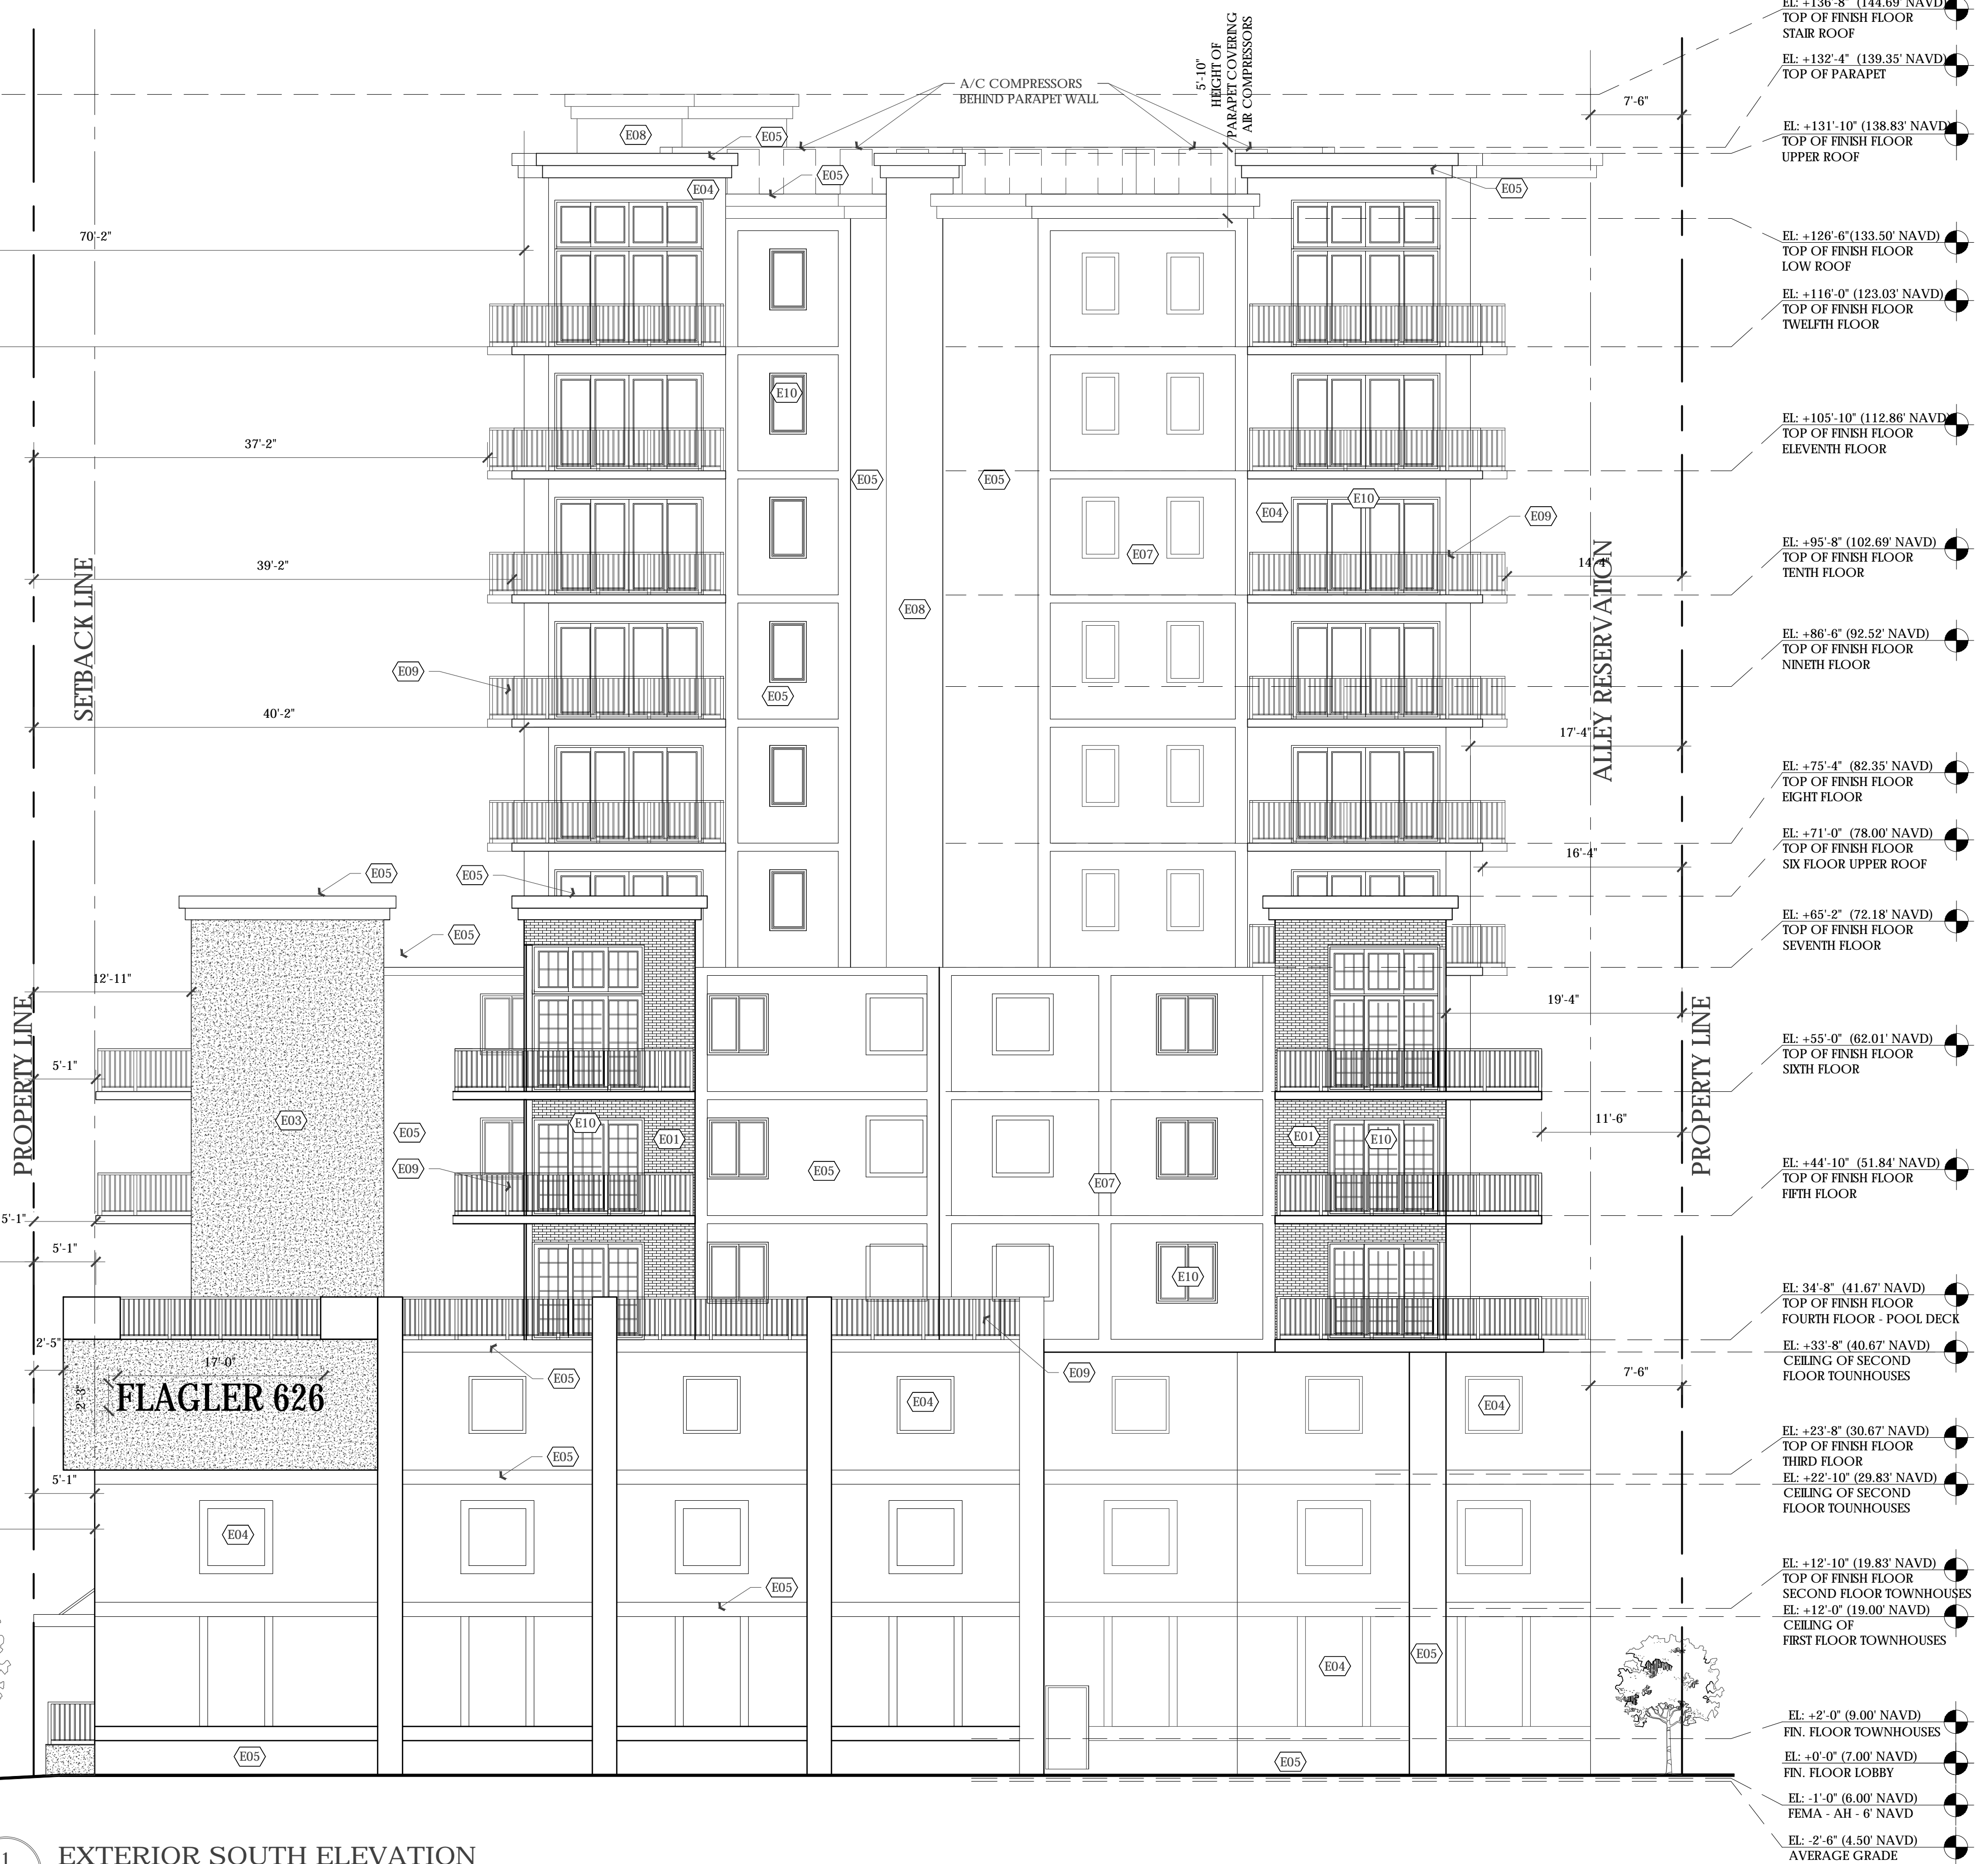 EL: +136'-8" (144.69' NAVD)
TOP OF FINISH FLOOR
STAIR ROOF
EL: +132'-4" (139.35' NAVD)
TOP OF PARAPET
EL: +131'-10" (138.83' NAVD)
TOP OF FINISH FLOOR
UPPER ROOF
EL: +126'-6"(133.50' NAVD)
TOP OF FINISH FLOOR
LOW ROOF
EL: +116'-0" (123.03' NAVD)
TOP OF FINISH FLOOR
TWELFTH FLOOR
EL: +105'-10" (112.86' NAVD)
TOP OF FINISH FLOOR
ELEVENTH FLOOR
EL: +95'-8" (102.69' NAVD)
TOP OF FINISH FLOOR
TENTH FLOOR
EL: +86'-6" (92.52' NAVD)
TOP OF FINISH FLOOR
NINETH FLOOR
EL: +75'-4" (82.35' NAVD)
TOP OF FINISH FLOOR
EIGHT FLOOR
EL: +71'-0" (78.00' NAVD)
TOP OF FINISH FLOOR
SIX FLOOR UPPER ROOF
EL: +65'-2" (72.18' NAVD)
TOP OF FINISH FLOOR
SEVENTH FLOOR
EL: +55'-0" (62.01' NAVD)
TOP OF FINISH FLOOR
SIXTH FLOOR
EL: +44'-10" (51.84' NAVD)
TOP OF FINISH FLOOR
FIFTH FLOOR
EL: 34'-8" (41.67' NAVD)
TOP OF FINISH FLOOR
FOURTH FLOOR - POOL DECK
EL: +33'-8" (40.67' NAVD)
CEILING OF SECOND
FLOOR TOUNHOUSES
EL: +23'-8" (30.67' NAVD)
TOP OF FINISH FLOOR
THIRD FLOOR
EL: +22'-10" (29.83' NAVD)
CEILING OF SECOND
FLOOR TOUNHOUSES
EL: +12'-10" (19.83' NAVD)
TOP OF FINISH FLOOR
SECOND FLOOR TOWNHOUSES
EL: +12'-0" (19.00' NAVD)
CEILING OF
FIRST FLOOR TOWNHOUSES
EL: +2'-0" (9.00' NAVD)
FIN. FLOOR TOWNHOUSES
EL: +0'-0" (7.00' NAVD)
FIN. FLOOR LOBBY
EL: -1'-0" (6.00' NAVD)
FEMA - AH - 6' NAVD
EL: -2'-6" (4.50' NAVD)
AVERAGE GRADE
A/C COMPRESSORS
BEHIND PARAPET WALL
5'-10"
HEIGHT OF
PARAPET COVERING
AIR COMPRESSORS
7'-6"
E08
E05
E05
E04
E05
70'-2"
E10
37'-2"
E05
E05
E04
E10
E09
E07
39'-2"
14'-4"
SETBACK LINE
ALLEY RESERVATION
E08
E09
E05
40'-2"
17'-4"
16'-4"
E05
E05
E05
12'-11"
19'-4"
PROPERTY LINE
PROPERTY LINE
5'-1"
E03
E05
E10
E01
E01
E10
11'-6"
E09
E05
E07
5'-1"
5'-1"
E10
2'-5"
17'-0"
2'-3"
FLAGLER 626
E05
E09
7'-6"
E04
E04
E05
5'-1"
E04
E05
E05
E04
E05
E05
1
EXTERIOR SOUTH ELEVATION